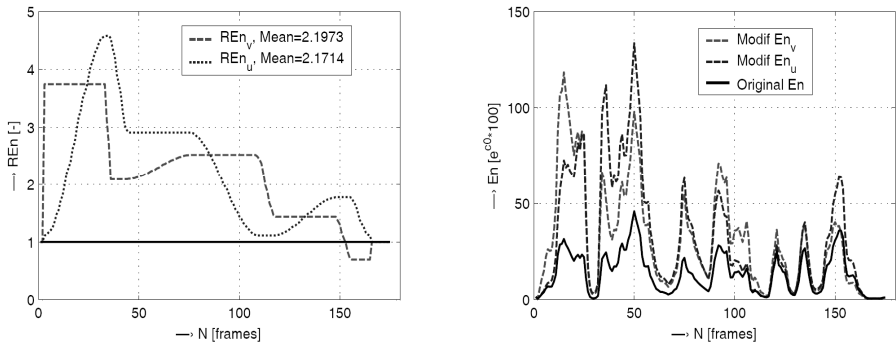 5
4
3
2
1
0
→ REn [-]
REn_v, Mean=2.1973
REn_u, Mean=2.1714
0 50 100 150
→ N [frames]
150
100
50
0
→ En [e^c0*100]
Modif En_v
Modif En_u
Original En
0 50 100 150
→ N [frames]